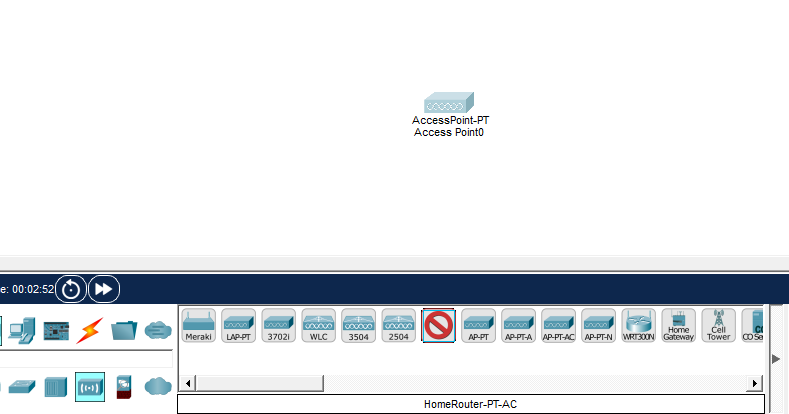 AccessPoint-PT
Access Point0
e: 00:02:52
Meraki
LAP-PT
3702i
WLC
3504
2504
AP-PT
AP-PT-A
AP-PT-AC
AP-PT-N
WRT300N
Home
Gateway
Cell
Tower
CO Se
HomeRouter-PT-AC